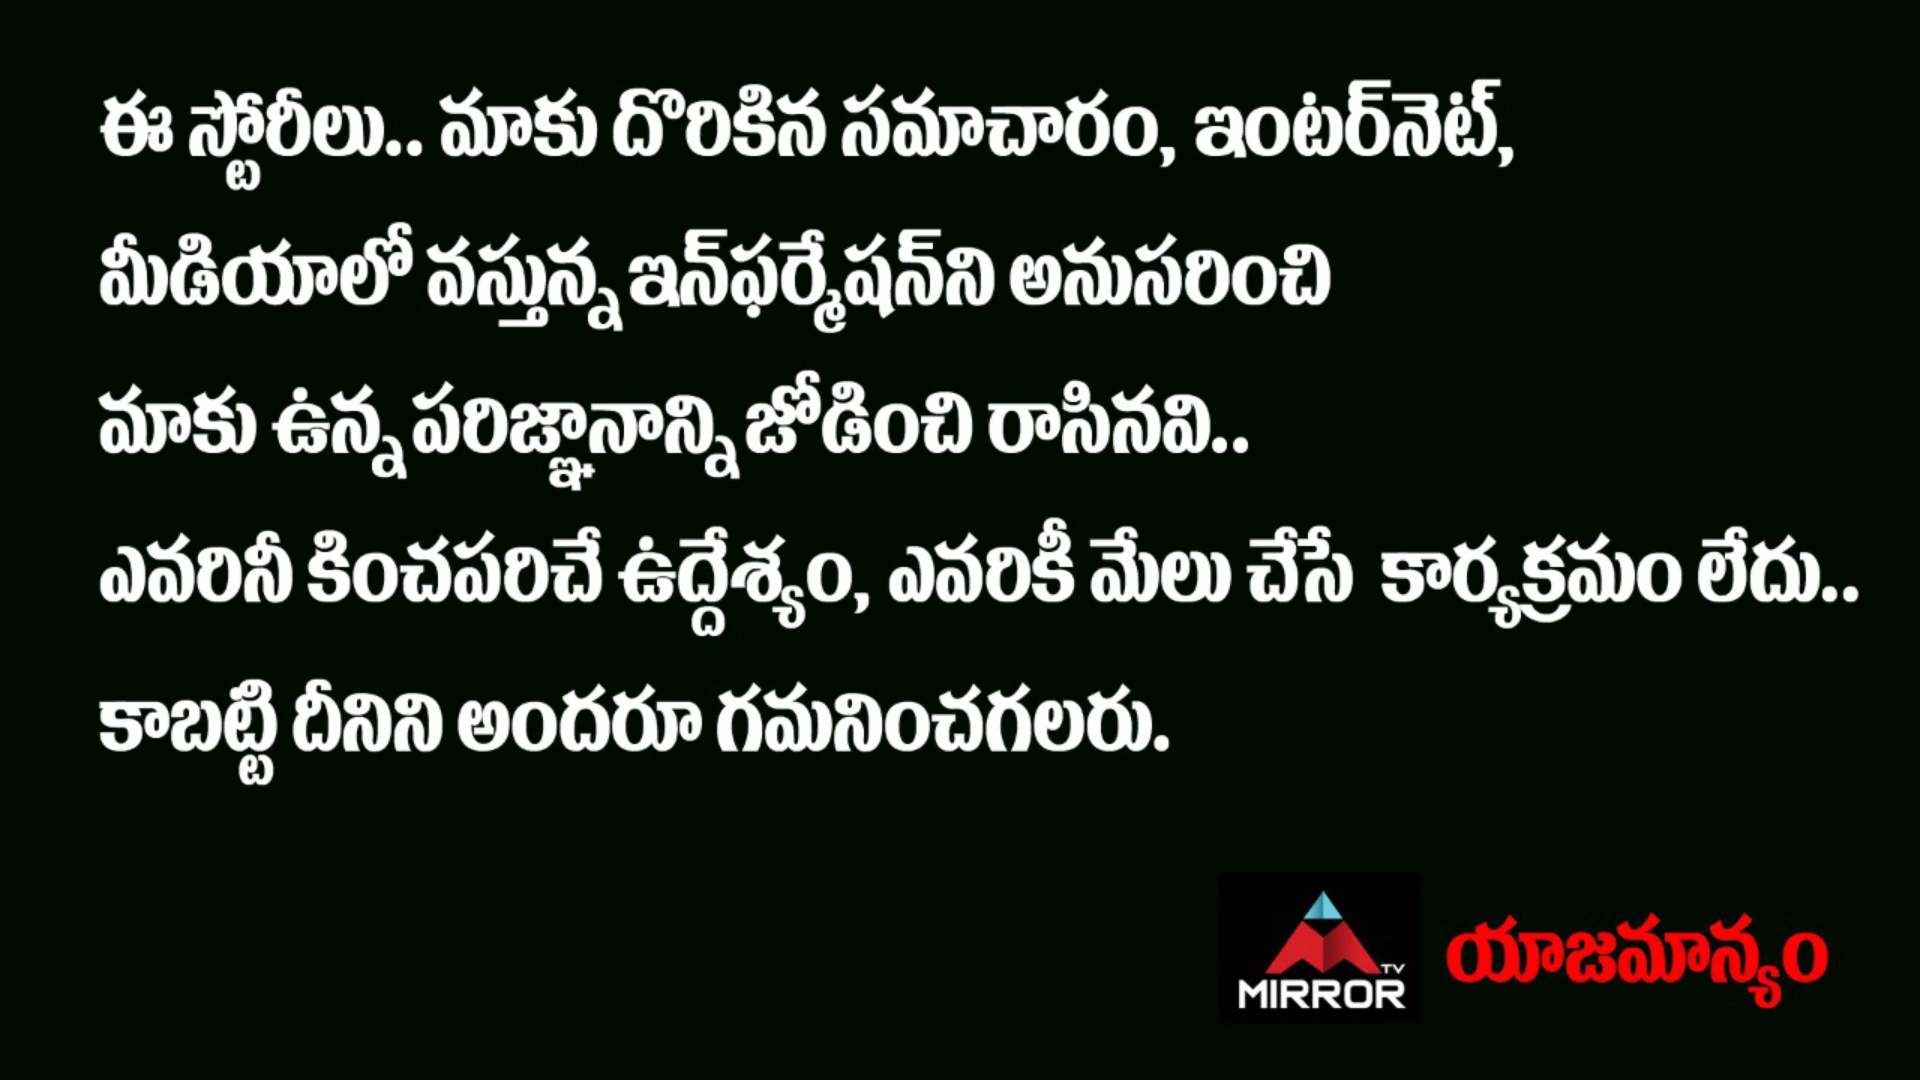 ఈ స్టోరీలు.. మాకు దొరికిన సమాచారం, ఇంటర్‌నెట్,
మీడియాలో వస్తున్న ఇన్‌ఫర్మేషన్‌ని అనుసరించి
మాకు ఉన్న పరిజ్ఞానాన్ని జోడించి రాసినవి..
ఎవరినీ కించపరిచే ఉద్దేశ్యం, ఎవరికీ మేలు చేసే కార్యక్రమం లేదు..
కాబట్టి దీనిని అందరూ గమనించగలరు.
TV
MIRROR
యాజమాన్యం